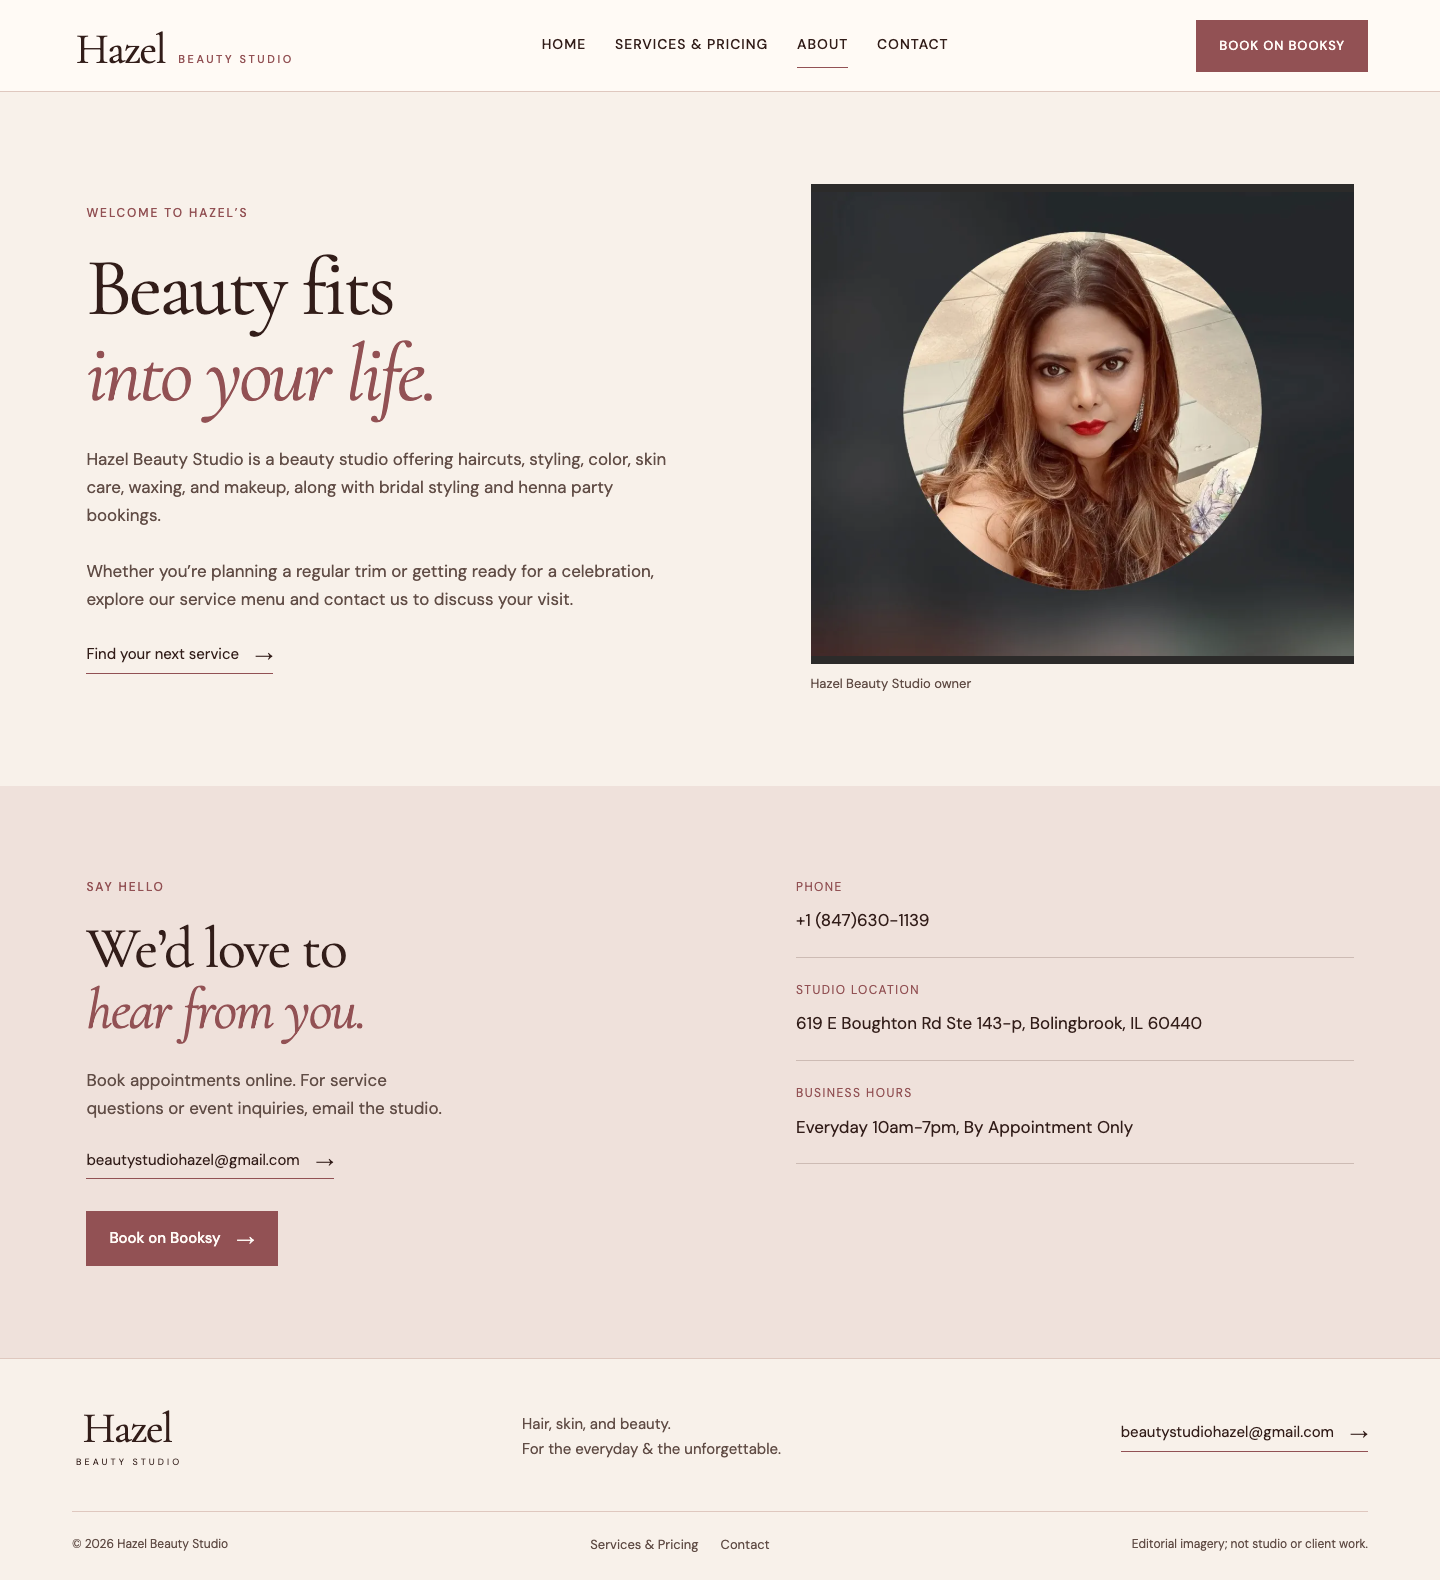 Hazel BEAUTY STUDIO
HOME SERVICES & PRICING ABOUT CONTACT
BOOK ON BOOKSY
WELCOME TO HAZEL’S
Beauty fits
into your life.
Hazel Beauty Studio is a beauty studio offering haircuts, styling, color, skin
care, waxing, and makeup, along with bridal styling and henna party
bookings.
Whether you’re planning a regular trim or getting ready for a celebration,
explore our service menu and contact us to discuss your visit.
Find your next service →
Hazel Beauty Studio owner
SAY HELLO
We’d love to
hear from you.
Book appointments online. For service
questions or event inquiries, email the studio.
beautystudiohazel@gmail.com →
Book on Booksy →
PHONE
+1 (847)630-1139
STUDIO LOCATION
619 E Boughton Rd Ste 143-p, Bolingbrook, IL 60440
BUSINESS HOURS
Everyday 10am-7pm, By Appointment Only
Hazel
BEAUTY STUDIO
Hair, skin, and beauty.
For the everyday & the unforgettable.
beautystudiohazel@gmail.com →
© 2026 Hazel Beauty Studio
Services & Pricing Contact
Editorial imagery; not studio or client work.